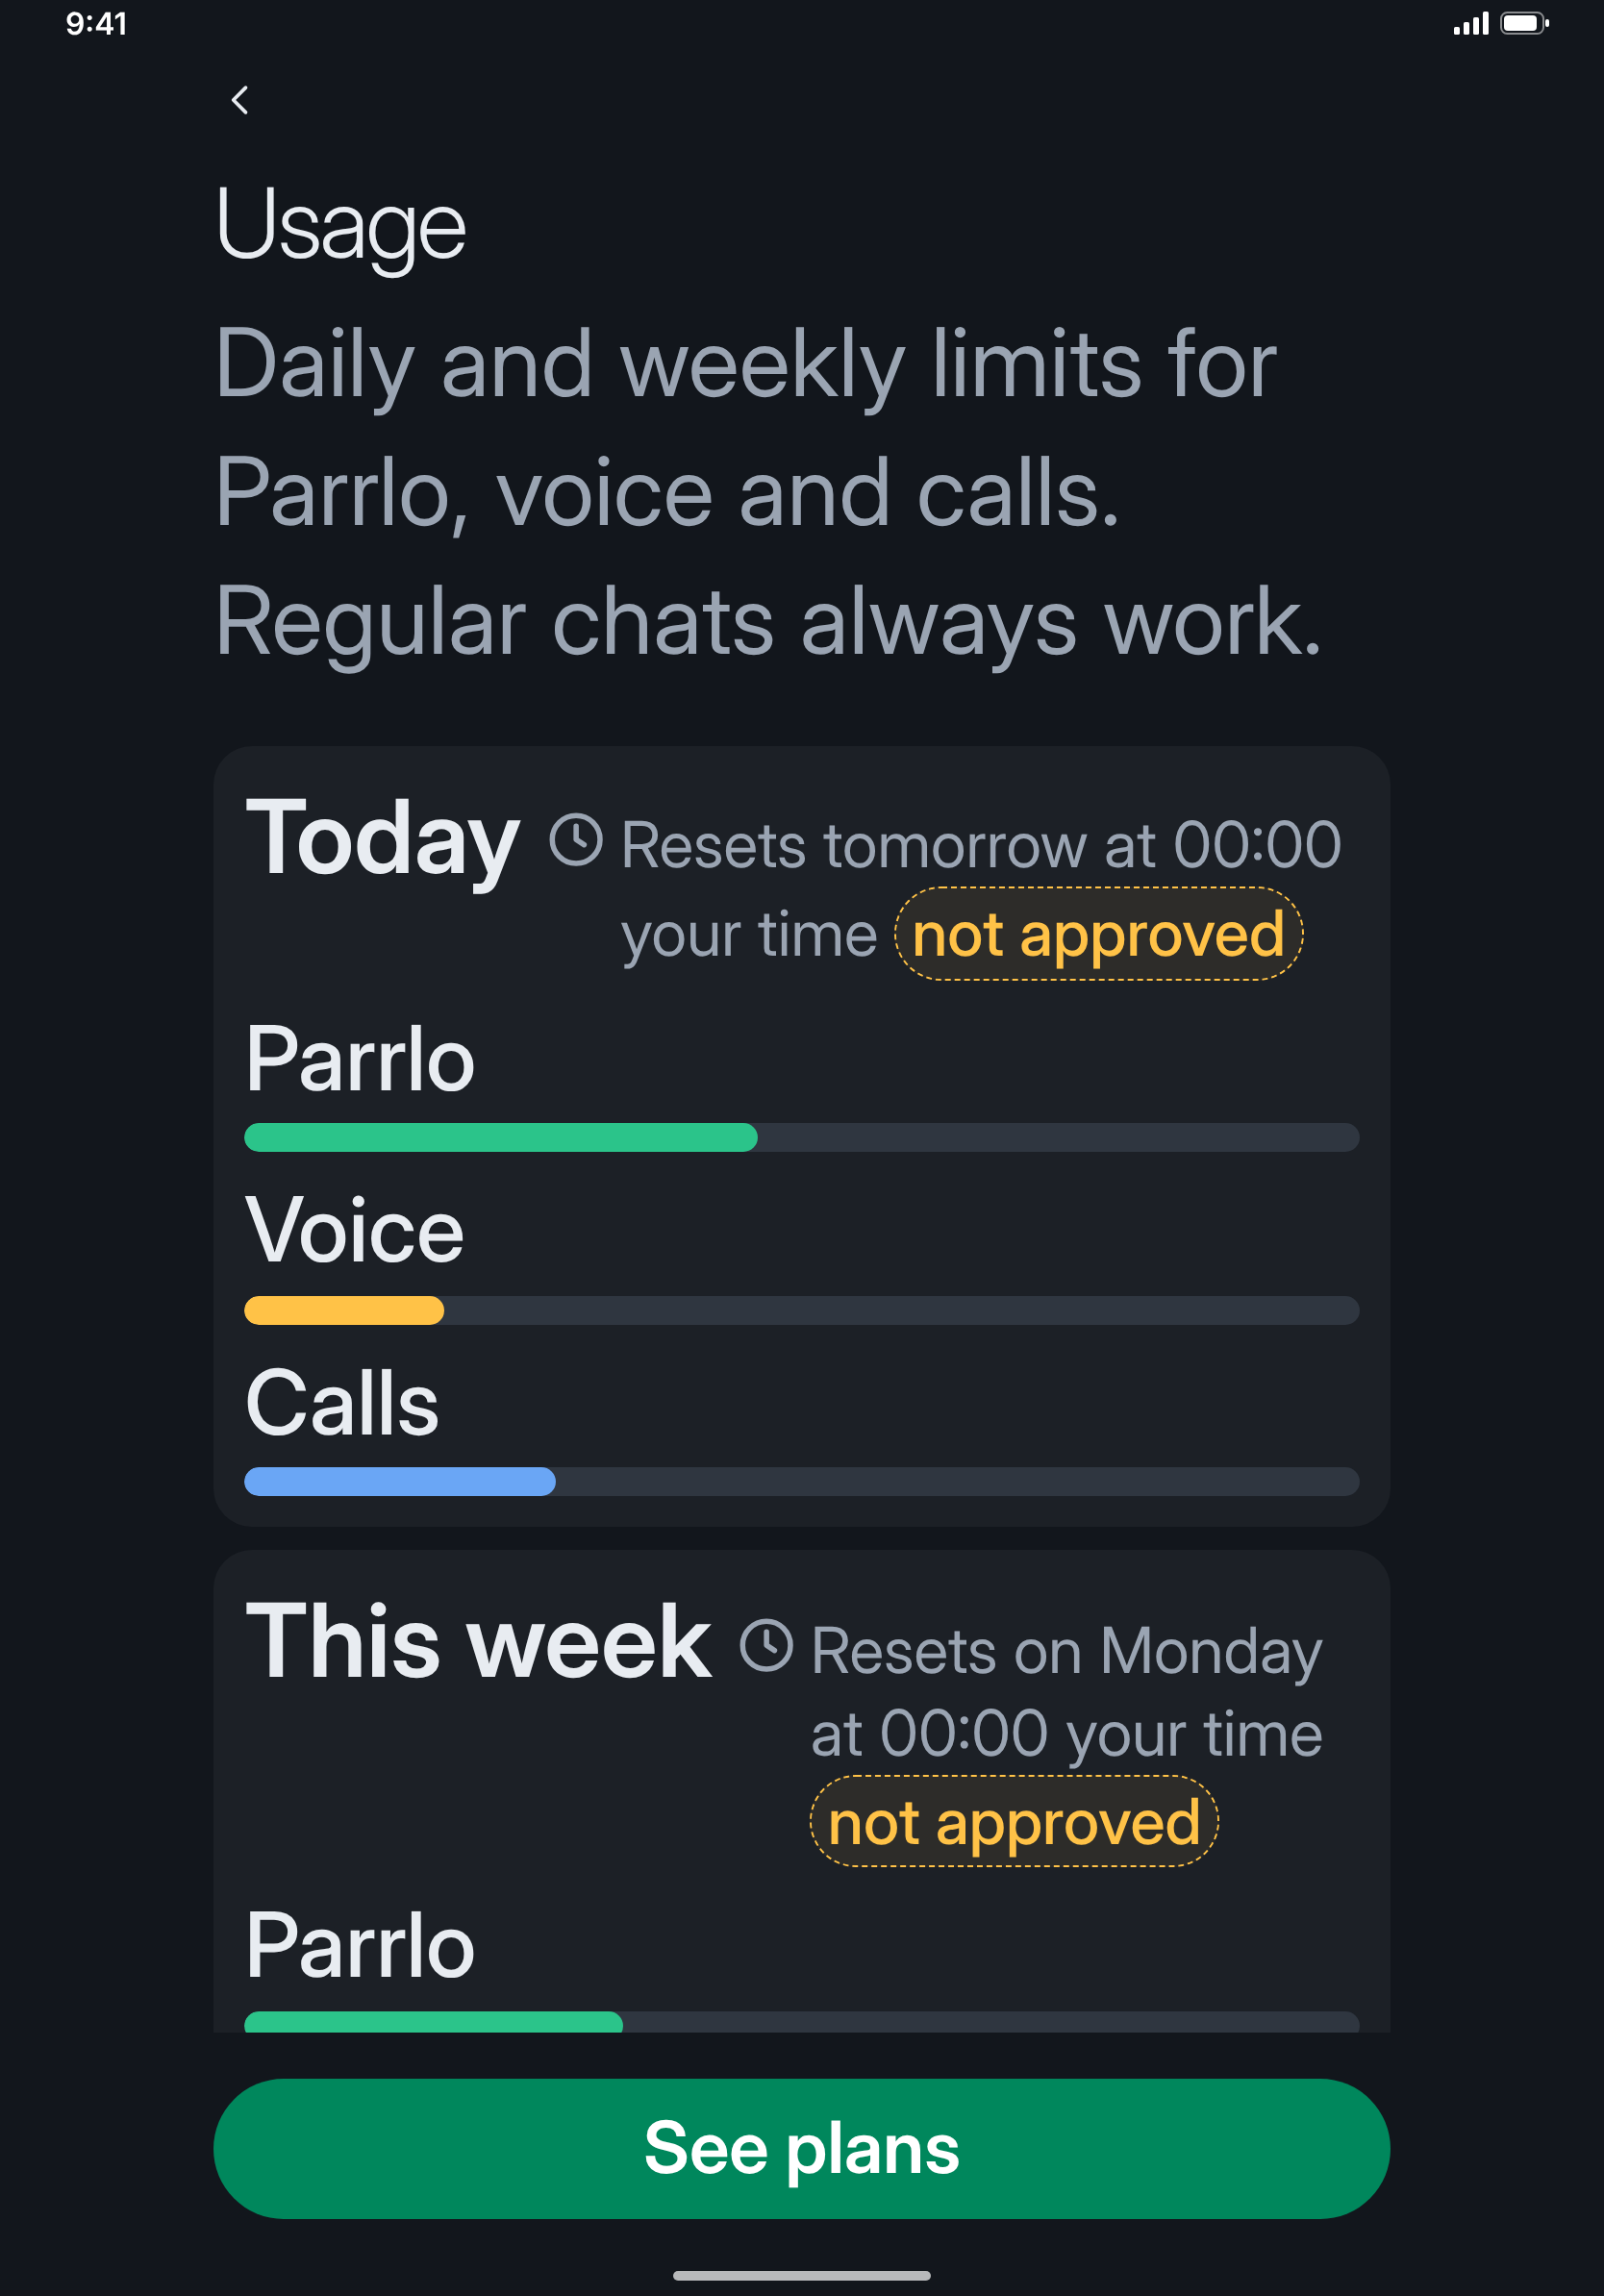 9:41
Usage
Daily and weekly limits for
Parrlo, voice and calls.
Regular chats always work.
Today
Resets tomorrow at 00:00
your time not approved
Parrlo
Voice
Calls
This week
Resets on Monday
at 00:00 your time
not approved
Parrlo
See plans